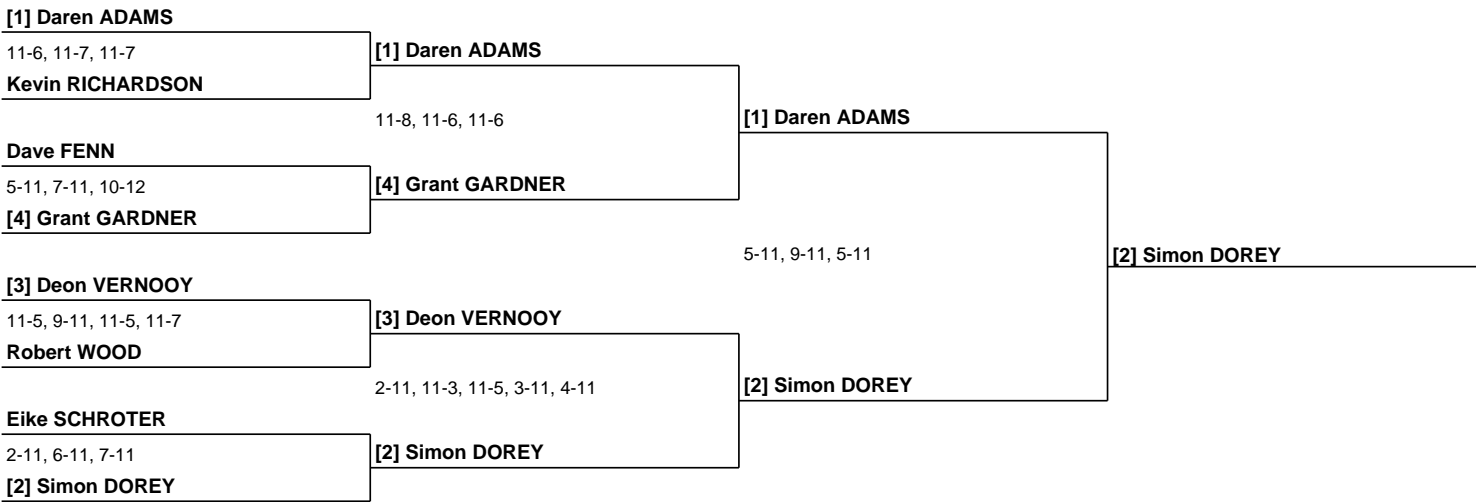 [1] Daren ADAMS
11-6, 11-7, 11-7
[1] Daren ADAMS
Kevin RICHARDSON
11-8, 11-6, 11-6
[1] Daren ADAMS
Dave FENN
5-11, 7-11, 10-12
[4] Grant GARDNER
[4] Grant GARDNER
5-11, 9-11, 5-11
[2] Simon DOREY
[3] Deon VERNOOY
11-5, 9-11, 11-5, 11-7
[3] Deon VERNOOY
Robert WOOD
2-11, 11-3, 11-5, 3-11, 4-11
[2] Simon DOREY
Eike SCHROTER
2-11, 6-11, 7-11
[2] Simon DOREY
[2] Simon DOREY